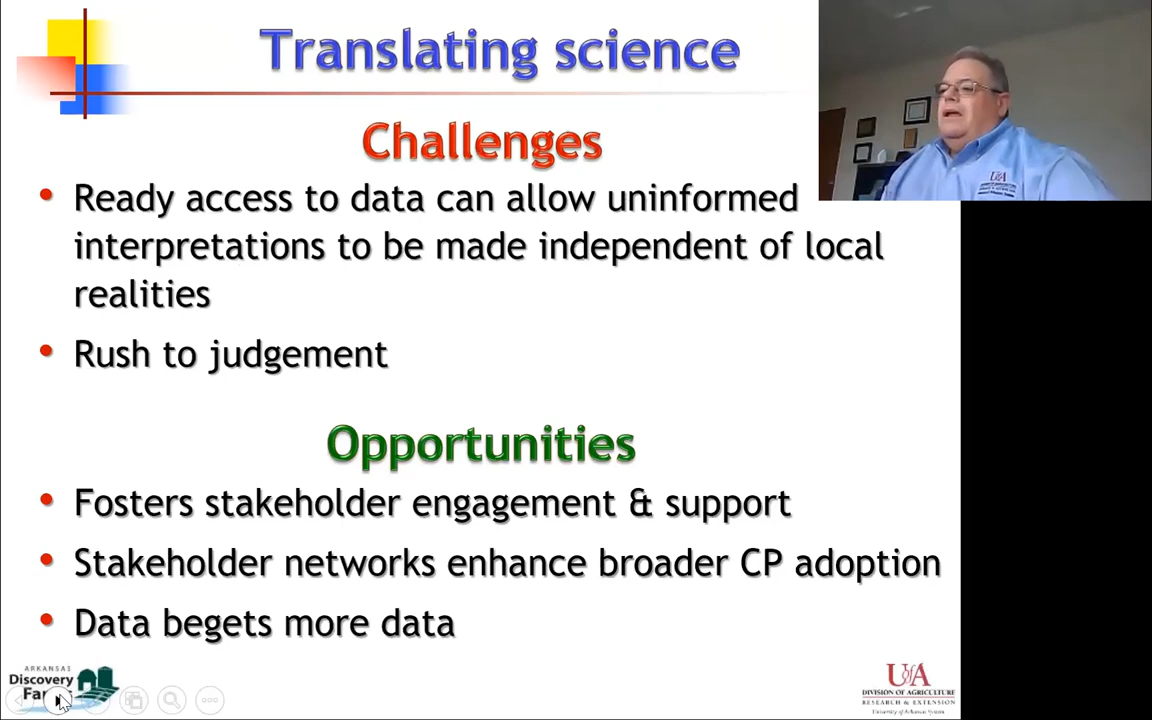 Translating science
Challenges
• Ready access to data can allow uninformed
interpretations to be made independent of local
realities
• Rush to judgement
Opportunities
• Fosters stakeholder engagement & support
• Stakeholder networks enhance broader CP adoption
• Data begets more data
ARKANSAS
Discovery
UofA
DIVISION OF AGRICULTURE
RESEARCH & EXTENSION
University of Arkansas System